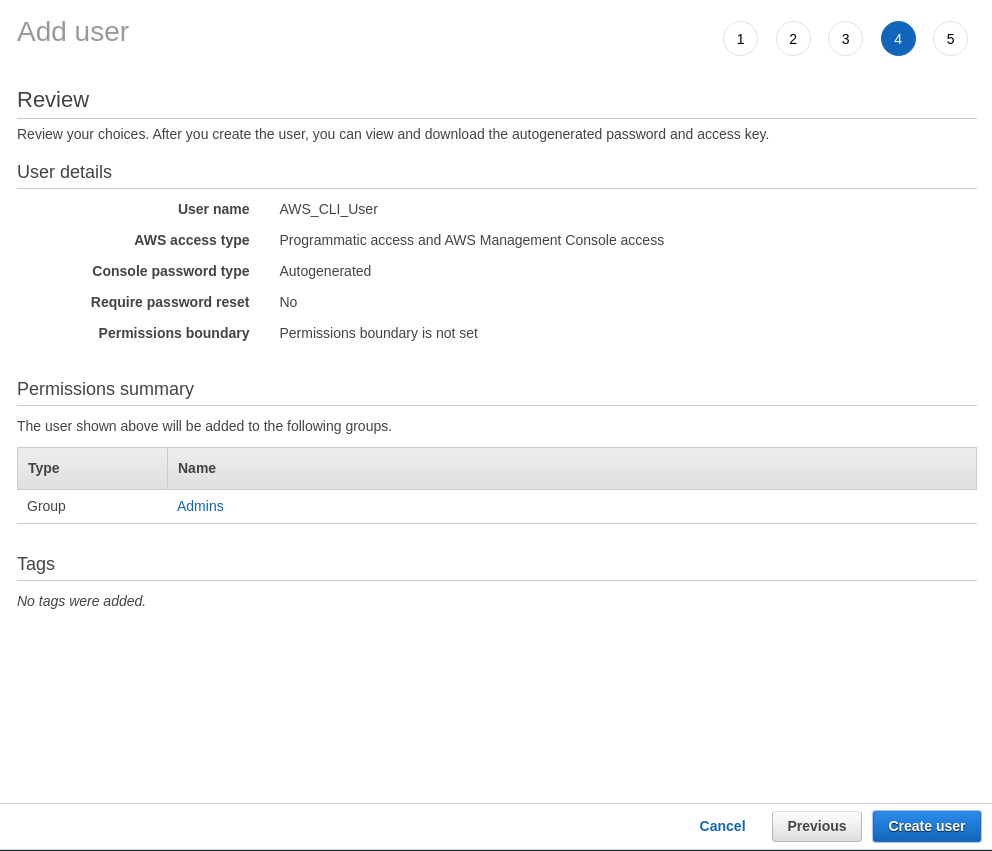 Add user
1 2 3 4 5
Review
Review your choices. After you create the user, you can view and download the autogenerated password and access key.
User details
User name AWS_CLI_User
AWS access type Programmatic access and AWS Management Console access
Console password type Autogenerated
Require password reset No
Permissions boundary Permissions boundary is not set
Permissions summary
The user shown above will be added to the following groups.
Type Name
Group Admins
Tags
No tags were added.
Cancel Previous Create user